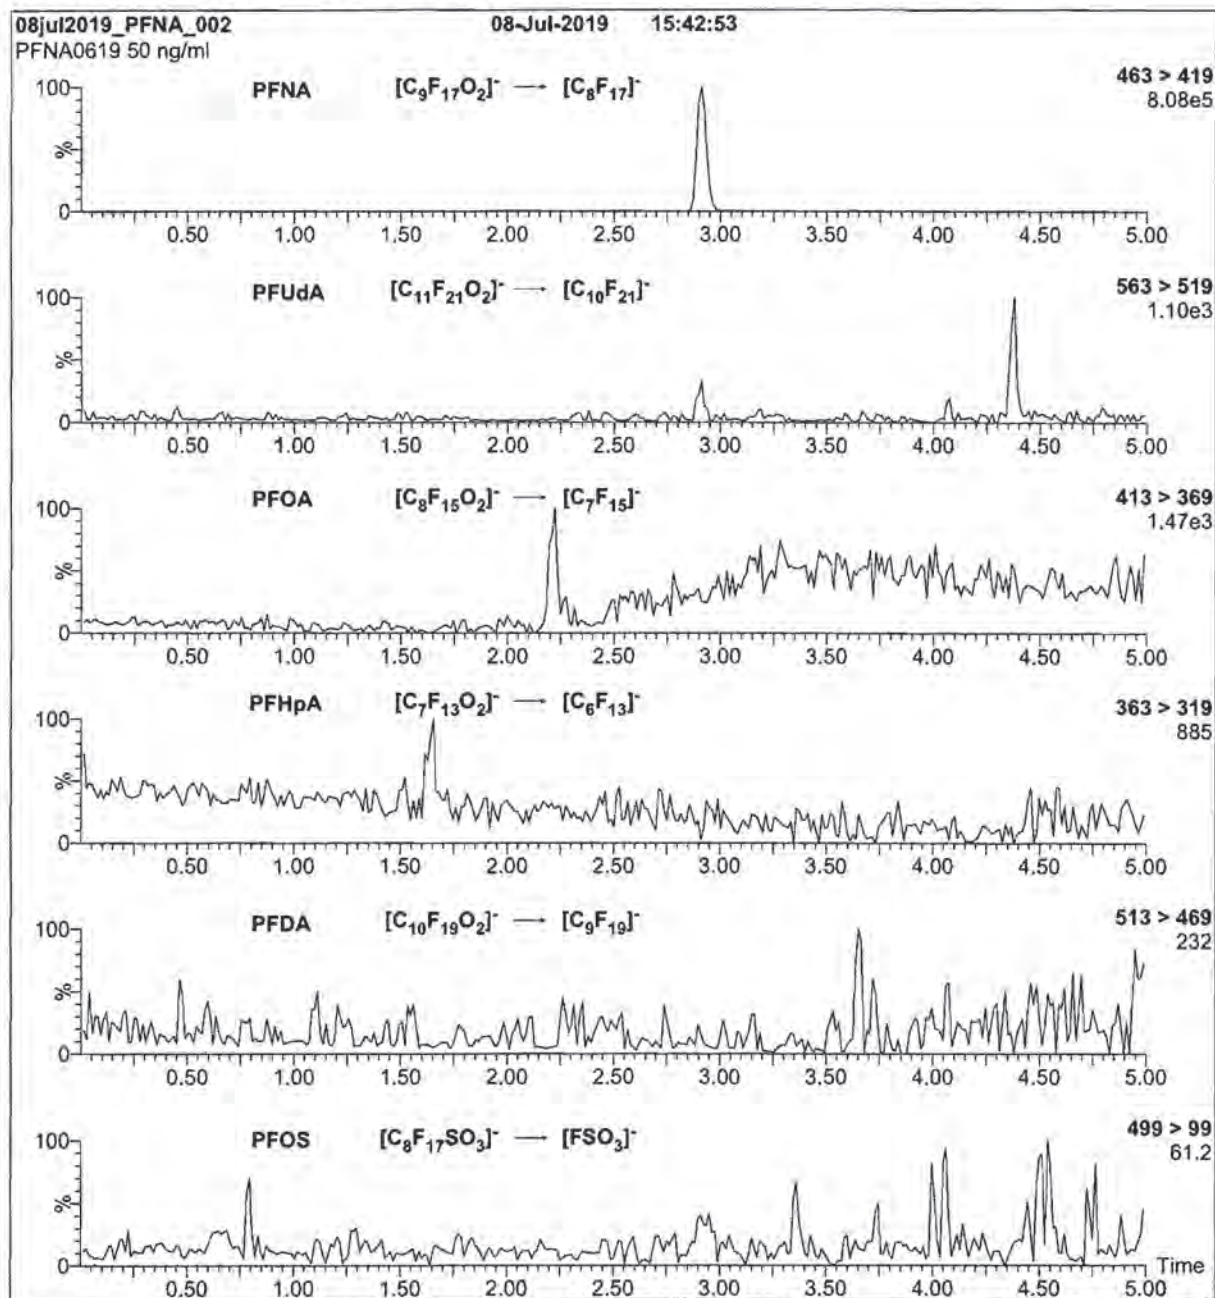 08jul2019_PFNA_002 08-Jul-2019 15:42:53
PFNA0619 50 ng/ml
PFNA [C₉F₁₇O₂]⁻ ⟶ [C₈F₁₇]⁻ 463 > 419
8.08e5
100
%
0
0.50 1.00 1.50 2.00 2.50 3.00 3.50 4.00 4.50 5.00
PFUdA [C₁₁F₂₁O₂]⁻ ⟶ [C₁₀F₂₁]⁻ 563 > 519
1.10e3
100
%
0
0.50 1.00 1.50 2.00 2.50 3.00 3.50 4.00 4.50 5.00
PFOA [C₈F₁₅O₂]⁻ ⟶ [C₇F₁₅]⁻ 413 > 369
1.47e3
100
%
0
0.50 1.00 1.50 2.00 2.50 3.00 3.50 4.00 4.50 5.00
PFHpA [C₇F₁₃O₂]⁻ ⟶ [C₆F₁₃]⁻ 363 > 319
885
100
%
0
0.50 1.00 1.50 2.00 2.50 3.00 3.50 4.00 4.50 5.00
PFDA [C₁₀F₁₉O₂]⁻ ⟶ [C₉F₁₉]⁻ 513 > 469
232
100
%
0
0.50 1.00 1.50 2.00 2.50 3.00 3.50 4.00 4.50 5.00
PFOS [C₈F₁₇SO₃]⁻ ⟶ [FSO₃]⁻ 499 > 99
61.2
100
%
0
Time
0.50 1.00 1.50 2.00 2.50 3.00 3.50 4.00 4.50 5.00